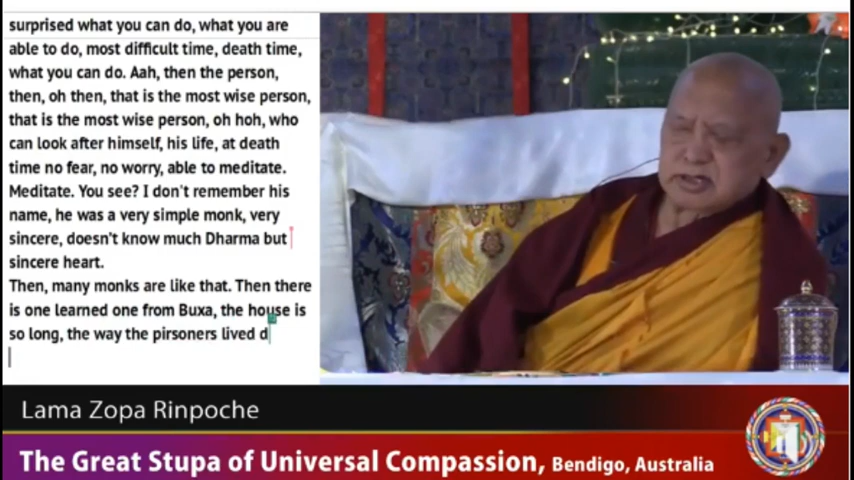 surprised what you can do, what you are
able to do, most difficult time, death time,
what you can do. Aah, then the person,
then, oh then, that is the most wise person,
that is the most wise person, oh hoh, who
can look after himself, his life, at death
time no fear, no worry, able to meditate.
Meditate. You see? I don't remember his
name, he was a very simple monk, very
sincere, doesn't know much Dharma but
sincere heart.
Then, many monks are like that. Then there
is one learned one from Buxa, the house is
so long, the way the pirsoners lived d
Lama Zopa Rinpoche
The Great Stupa of Universal Compassion, Bendigo, Australia